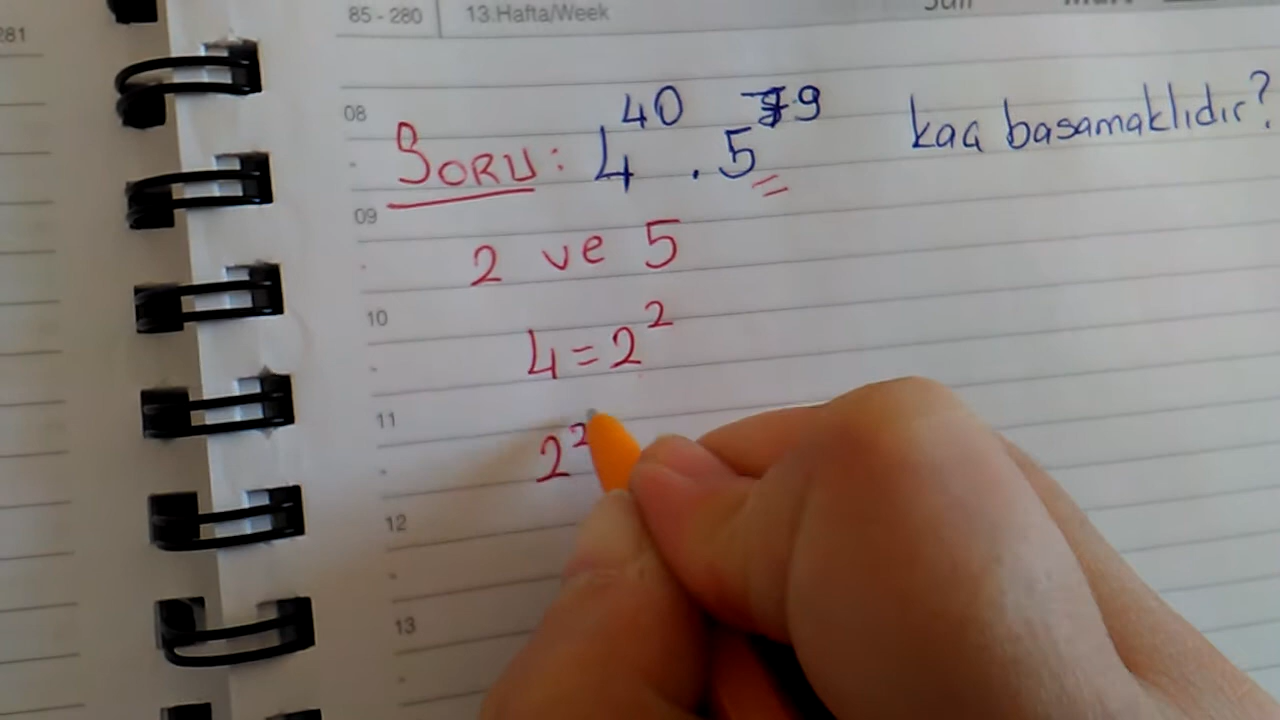 281
85 - 280 13.Hafta/Week
08
SORU: 4^40 . 5^79 kaç basamaklıdır?
09
2 ve 5
10
4 = 2^2
11
2^2
12
13